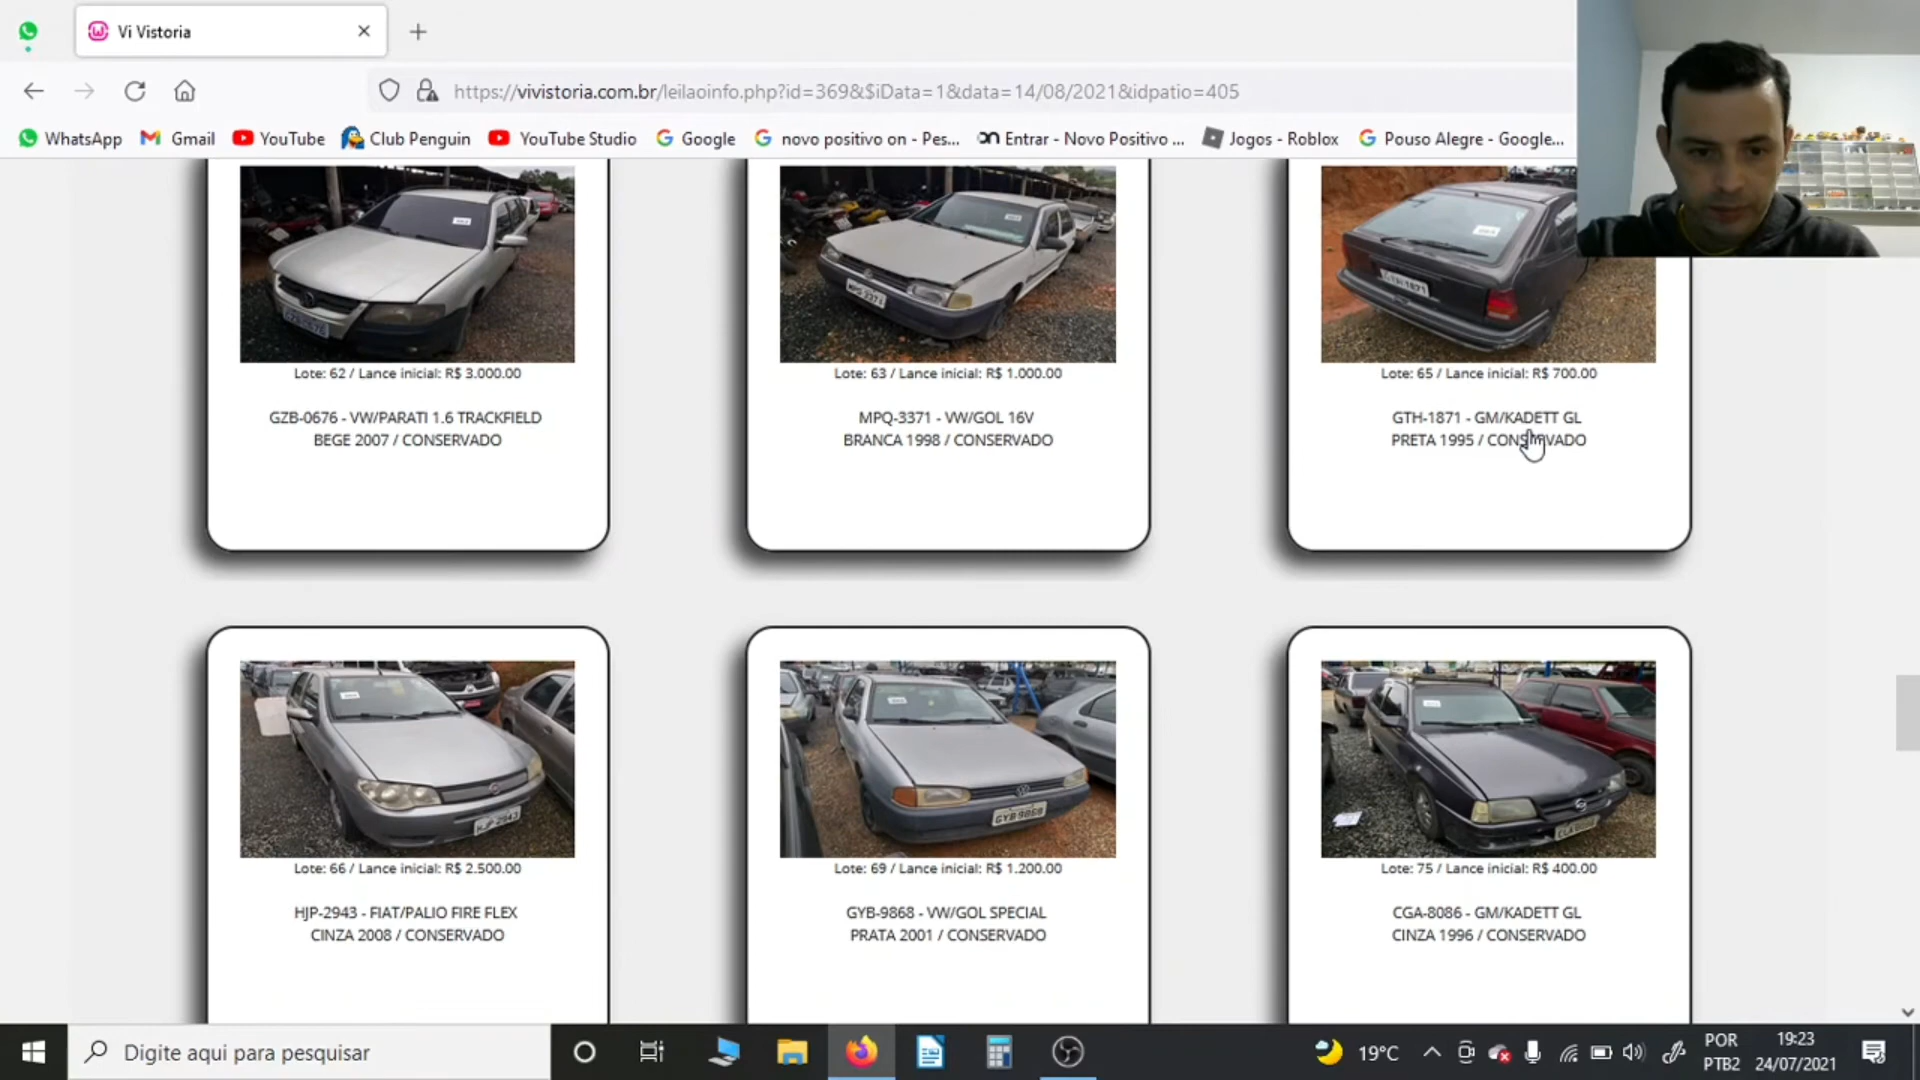 Vi Vistoria
https://vivistoria.com.br/leilaoinfo.php?id=369&$iData=1&data=14/08/2021&idpatio=405
WhatsApp
Gmail
YouTube
Club Penguin
YouTube Studio
Google
novo positivo on - Pes...
Entrar - Novo Positivo ...
Jogos - Roblox
Pouso Alegre - Google...
MPQ 3371
Lote: 62 / Lance inicial: R$ 3.000.00
GZB-0676 - VW/PARATI 1.6 TRACKFIELD
BEGE 2007 / CONSERVADO
Lote: 63 / Lance inicial: R$ 1.000.00
MPQ-3371 - VW/GOL 16V
BRANCA 1998 / CONSERVADO
Lote: 65 / Lance inicial: R$ 700.00
GTH-1871 - GM/KADETT GL
PRETA 1995 / CONSERVADO
HJP-2943
GYB 9868
Lote: 66 / Lance inicial: R$ 2.500.00
HJP-2943 - FIAT/PALIO FIRE FLEX
CINZA 2008 / CONSERVADO
Lote: 69 / Lance inicial: R$ 1.200.00
GYB-9868 - VW/GOL SPECIAL
PRATA 2001 / CONSERVADO
Lote: 75 / Lance inicial: R$ 400.00
CGA-8086 - GM/KADETT GL
CINZA 1996 / CONSERVADO
Digite aqui para pesquisar
19°C
POR
PTB2
19:23
24/07/2021